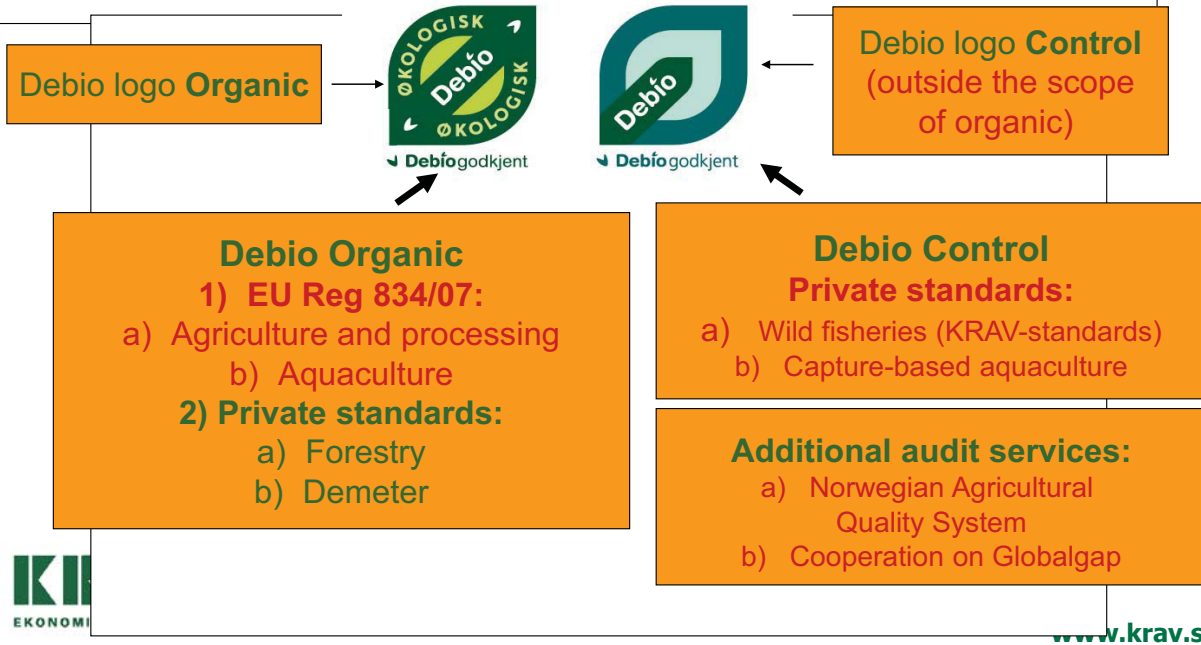 Debio logo Organic
ØKOLOGISK
Debio
ØKOLOGISK
Debiogodkjent
Debio
Debiogodkjent
Debio logo Control
(outside the scope
of organic)
Debio Organic
1) EU Reg 834/07:
a) Agriculture and processing
b) Aquaculture
2) Private standards:
a) Forestry
b) Demeter
Debio Control
Private standards:
a) Wild fisheries (KRAV-standards)
b) Capture-based aquaculture
Additional audit services:
a) Norwegian Agricultural
Quality System
b) Cooperation on Globalgap
EKONOMI
www.krav.s